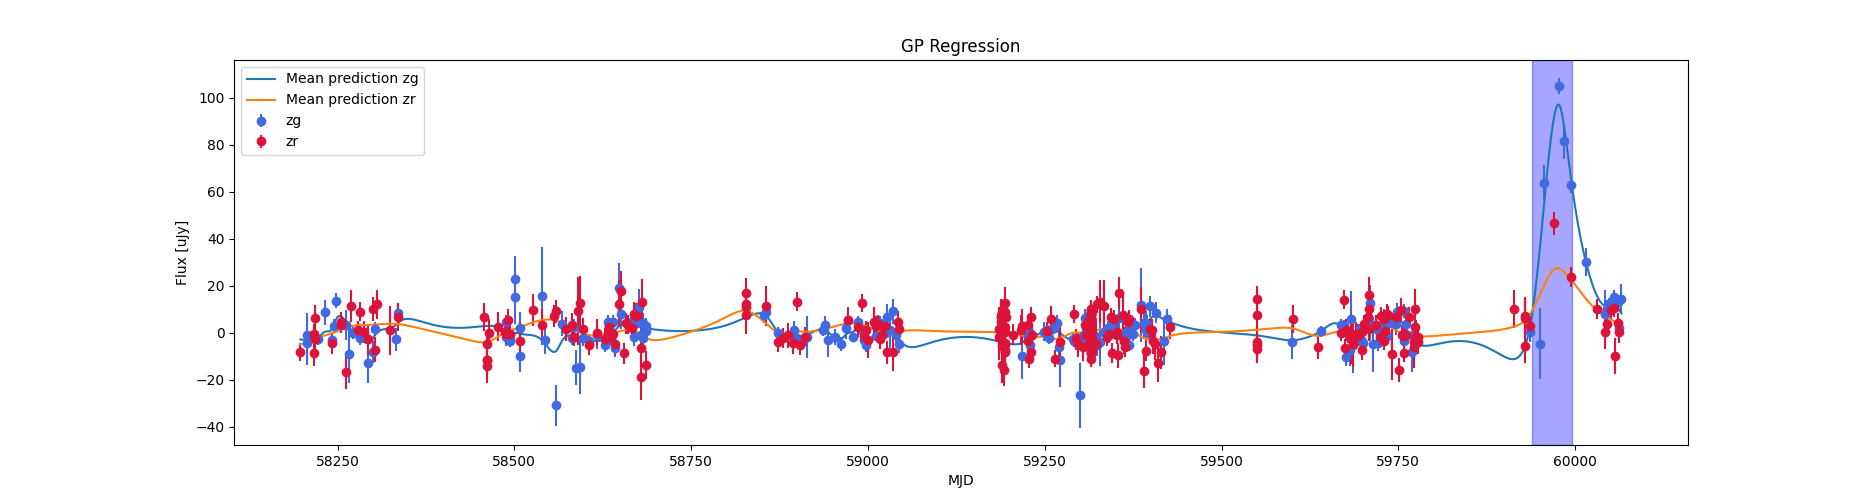 GP Regression
Mean prediction zg
Mean prediction zr
zg
zr
Flux [uJy]
100
80
60
40
20
0
−20
−40
58250 58500 58750 59000 59250 59500 59750 60000
MJD